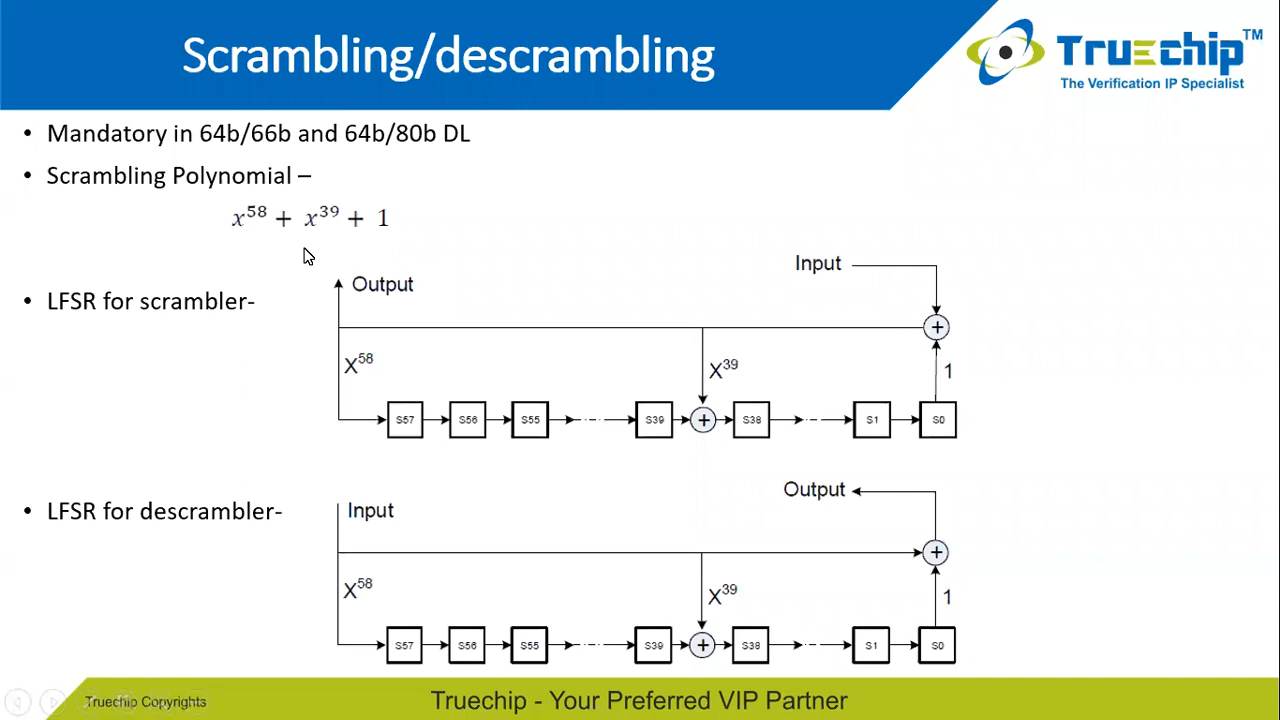 Scrambling/descrambling
Truechip™
The Verification IP Specialist
• Mandatory in 64b/66b and 64b/80b DL
• Scrambling Polynomial –
x⁵⁸ + x³⁹ + 1
Input
Output
• LFSR for scrambler-
+
X⁵⁸
X³⁹
1
S57 S56 S55 S39 + S38 S1 S0
Output
• LFSR for descrambler-
Input
+
X⁵⁸
X³⁹
1
S57 S56 S55 S39 + S38 S1 S0
Truechip Copyrights
Truechip - Your Preferred VIP Partner